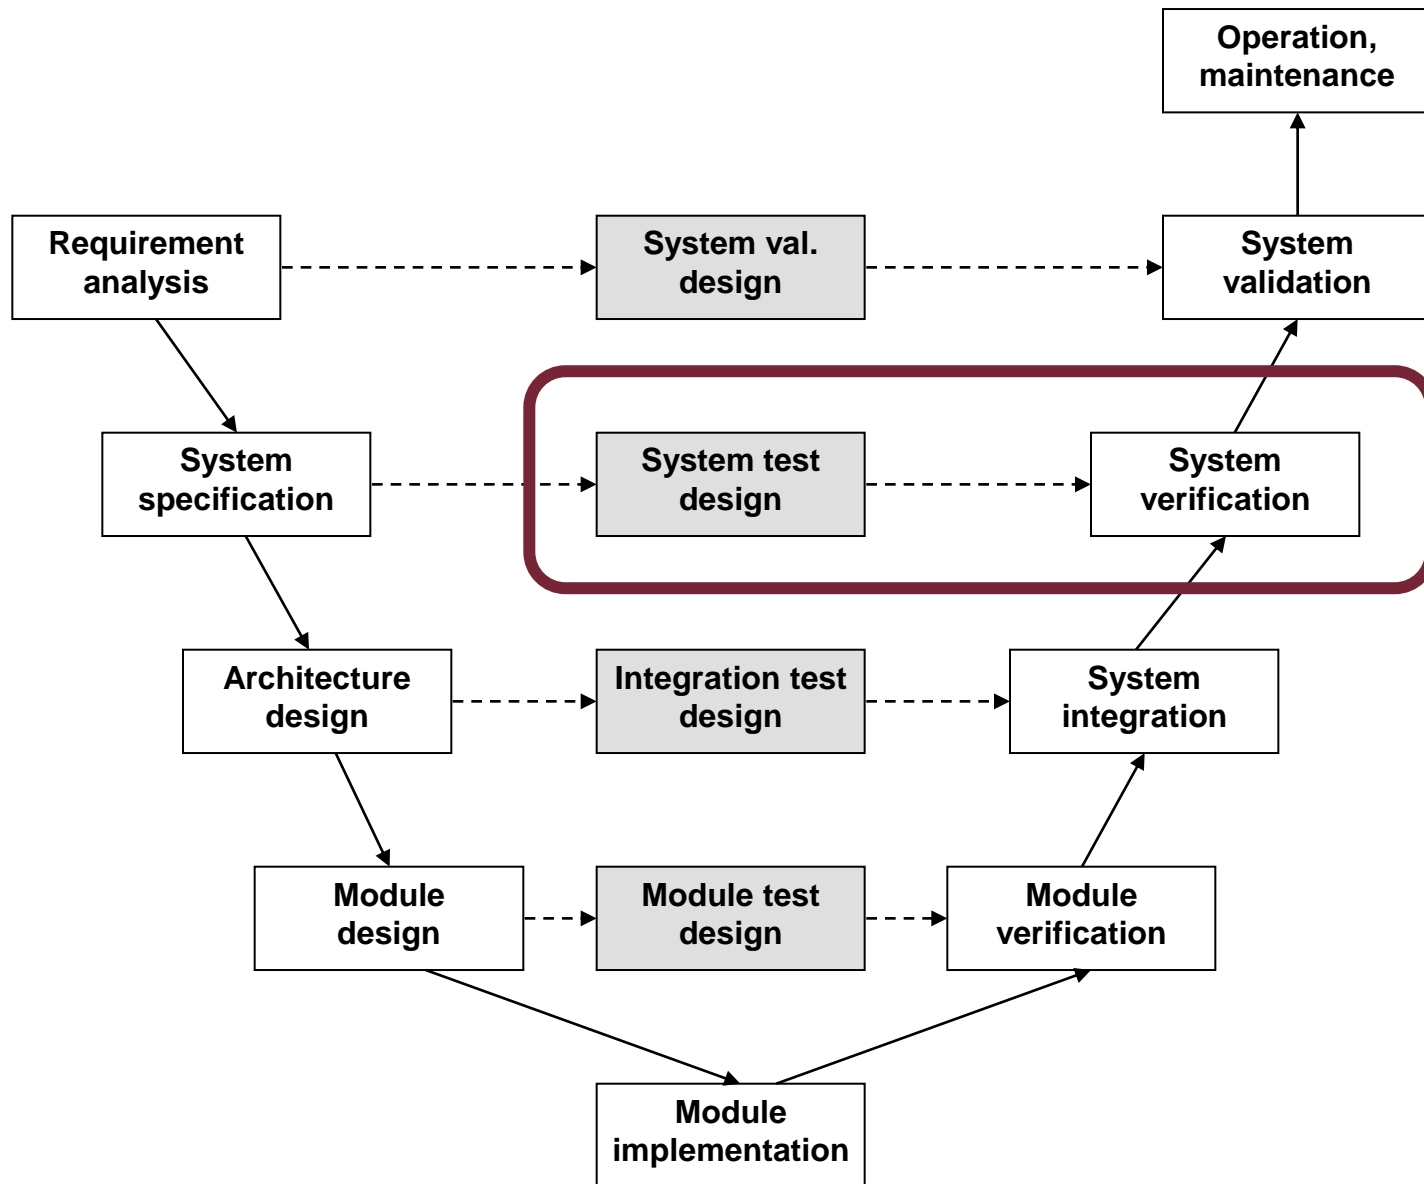 Operation,
maintenance
Requirement
analysis
System val.
design
System
validation
System
specification
System test
design
System
verification
Architecture
design
Integration test
design
System
integration
Module
design
Module test
design
Module
verification
Module
implementation